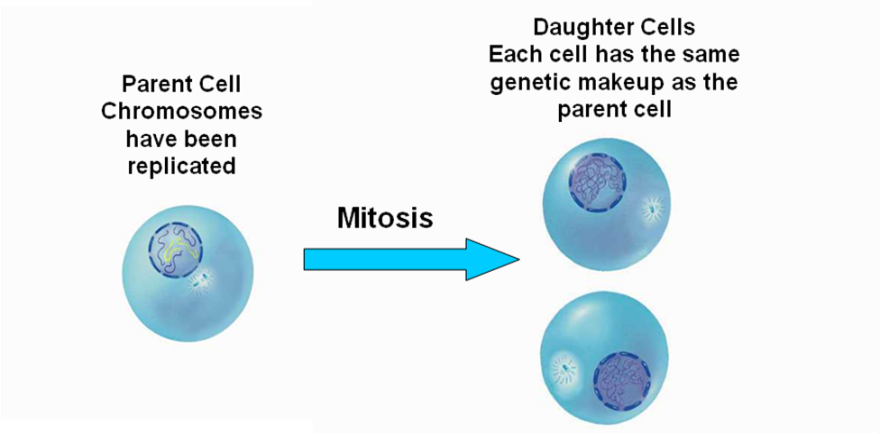 Parent Cell
Chromosomes
have been
replicated
Mitosis
Daughter Cells
Each cell has the same
genetic makeup as the
parent cell